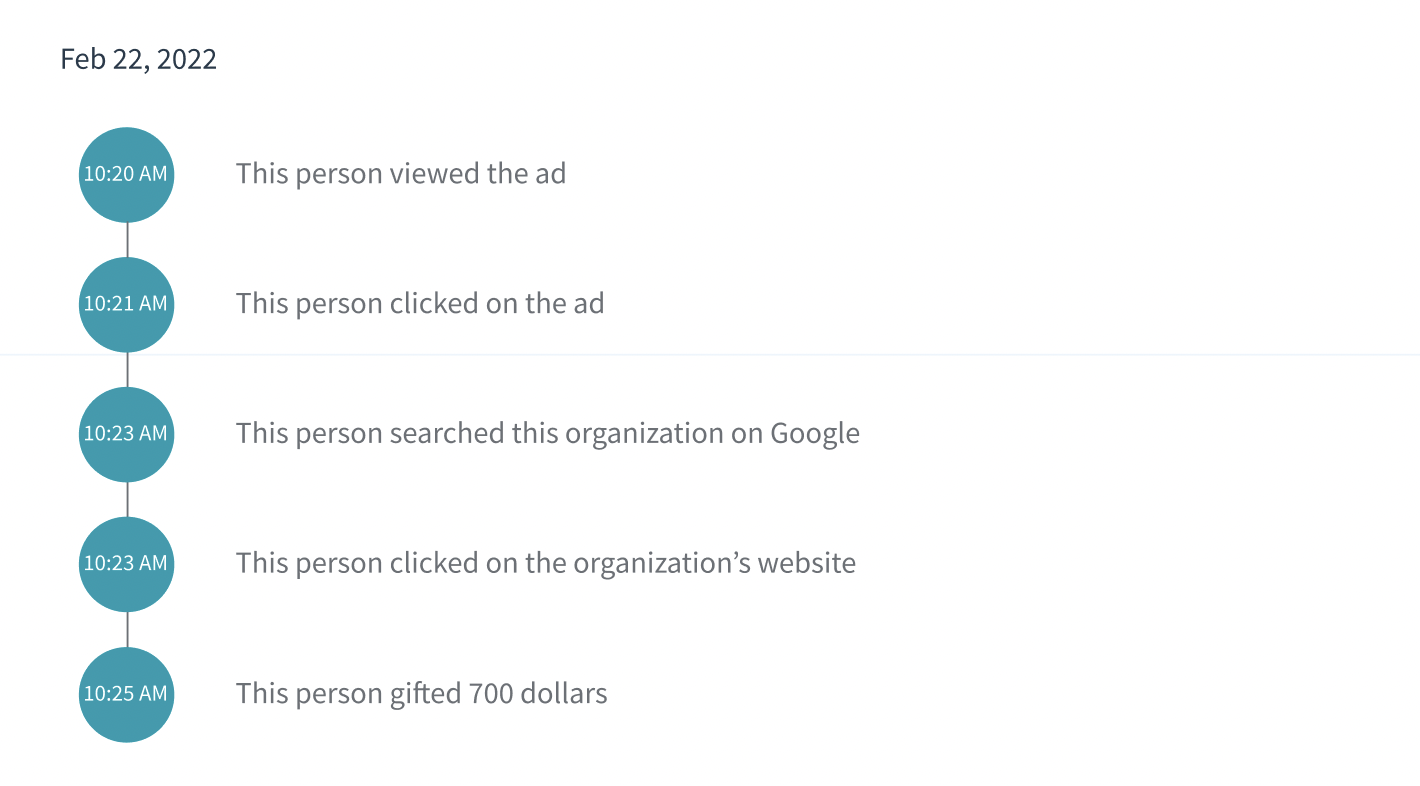 Feb 22, 2022
10:20 AM This person viewed the ad
10:21 AM This person clicked on the ad
10:23 AM This person searched this organization on Google
10:23 AM This person clicked on the organization’s website
10:25 AM This person gifted 700 dollars